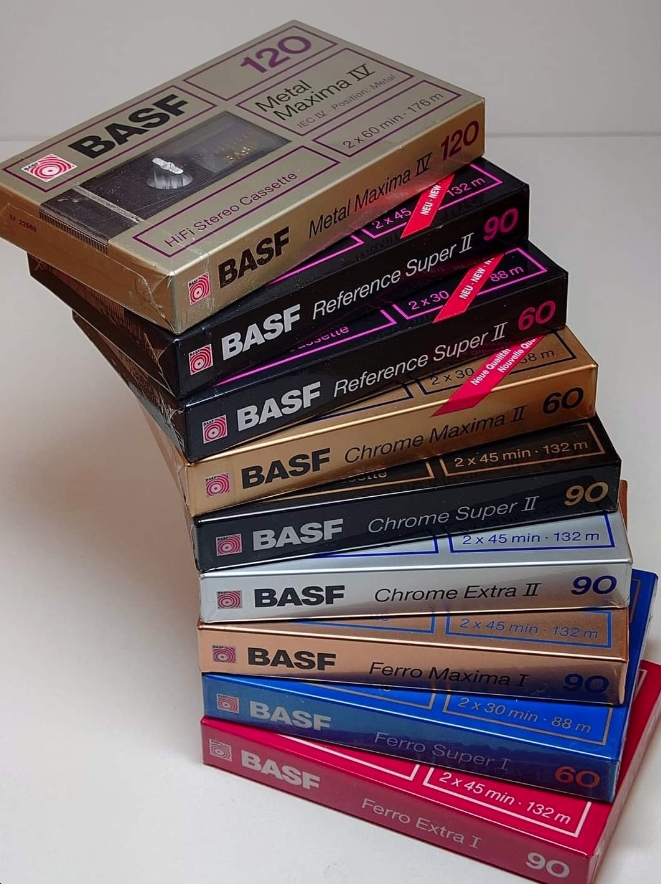 120
BASF
Metal
Maxima IV
IEC IV · Position: Metal
2 x 60 min · 176 m
HiFi Stereo Cassette
BASF Metal Maxima IV 120
2 x 45 132 m
NEU · NEW
BASF Reference Super II 90
2 x 30 88 m
NEU · NEW
BASF Reference Super II 60
2 x 30
Neue Qualität
Nouvelle
BASF Chrome Maxima II 60
2 x 45 min · 132 m
BASF Chrome Super II 90
2 x 45 min · 132 m
BASF Chrome Extra II 90
2 x 45 min · 132 m
BASF Ferro Maxima I 90
2 x 30 min · 88 m
BASF Ferro Super I 60
2 x 45 min · 132 m
BASF Ferro Extra I 90